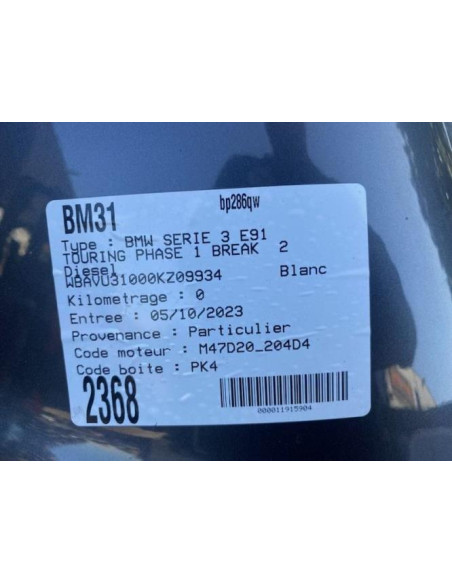 bp286qw
BM31
Type : BMW SERIE 3 E91
TOURING PHASE 1 BREAK 2
Diesel
WBAVU31000KZ09934 Blanc
Kilometrage : 0
Entree : 05/10/2023
Provenance : Particulier
Code moteur : M47D20_204D4
Code boite : PK4
2368
000011915904